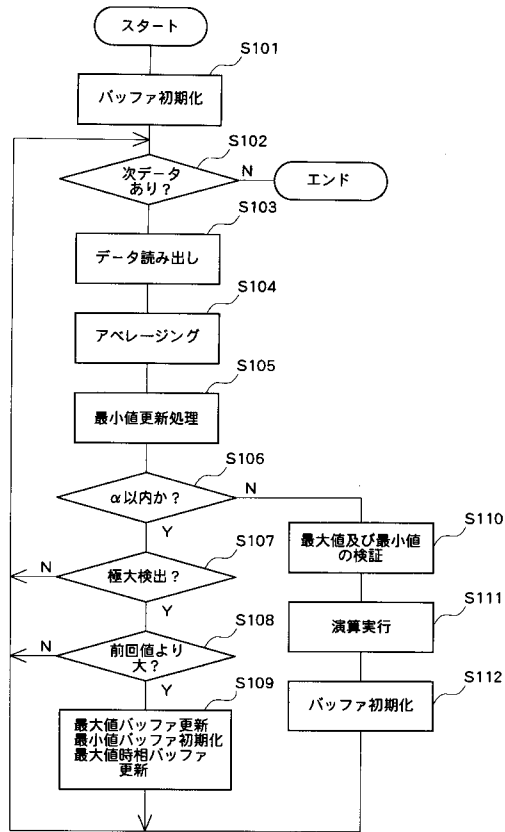 スタート
S101
バッファ初期化
S102
次データ
あり?
N
エンド
S103
データ読み出し
S104
アベレージング
S105
最小値更新処理
S106
α以内か?
N
Y
S107
極大検出?
N
Y
S108
前回値より
大?
N
Y
S109
最大値バッファ更新
最小値バッファ初期化
最大値時相バッファ
更新
S110
最大値及び最小値
の検証
S111
演算実行
S112
バッファ初期化